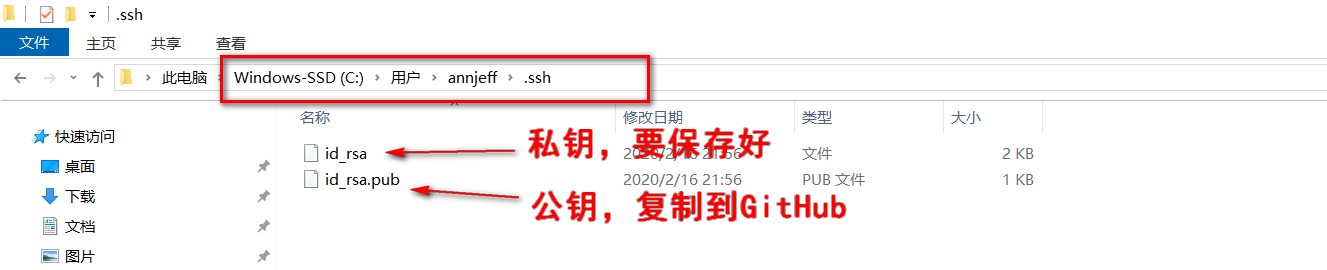 .ssh
文件 主页 共享 查看
此电脑 Windows-SSD (C:) 用户 annjeff .ssh
名称 修改日期 类型 大小
快速访问
id_rsa 2020/2/16 21:56 文件 2 KB
私钥，要保存好
桌面
id_rsa.pub 2020/2/16 21:56 PUB 文件 1 KB
下载
公钥，复制到GitHub
文档
图片